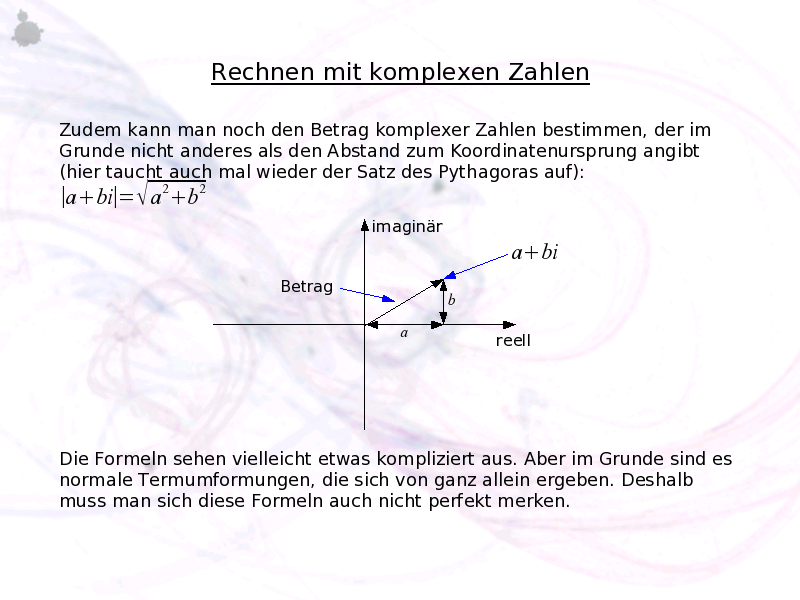 Rechnen mit komplexen Zahlen
Zudem kann man noch den Betrag komplexer Zahlen bestimmen, der im
Grunde nicht anderes als den Abstand zum Koordinatenursprung angibt
(hier taucht auch mal wieder der Satz des Pythagoras auf):
|a+bi|=√a²+b²
imaginär
a+bi
Betrag
b
a
reell
Die Formeln sehen vielleicht etwas kompliziert aus. Aber im Grunde sind es
normale Termumformungen, die sich von ganz allein ergeben. Deshalb
muss man sich diese Formeln auch nicht perfekt merken.